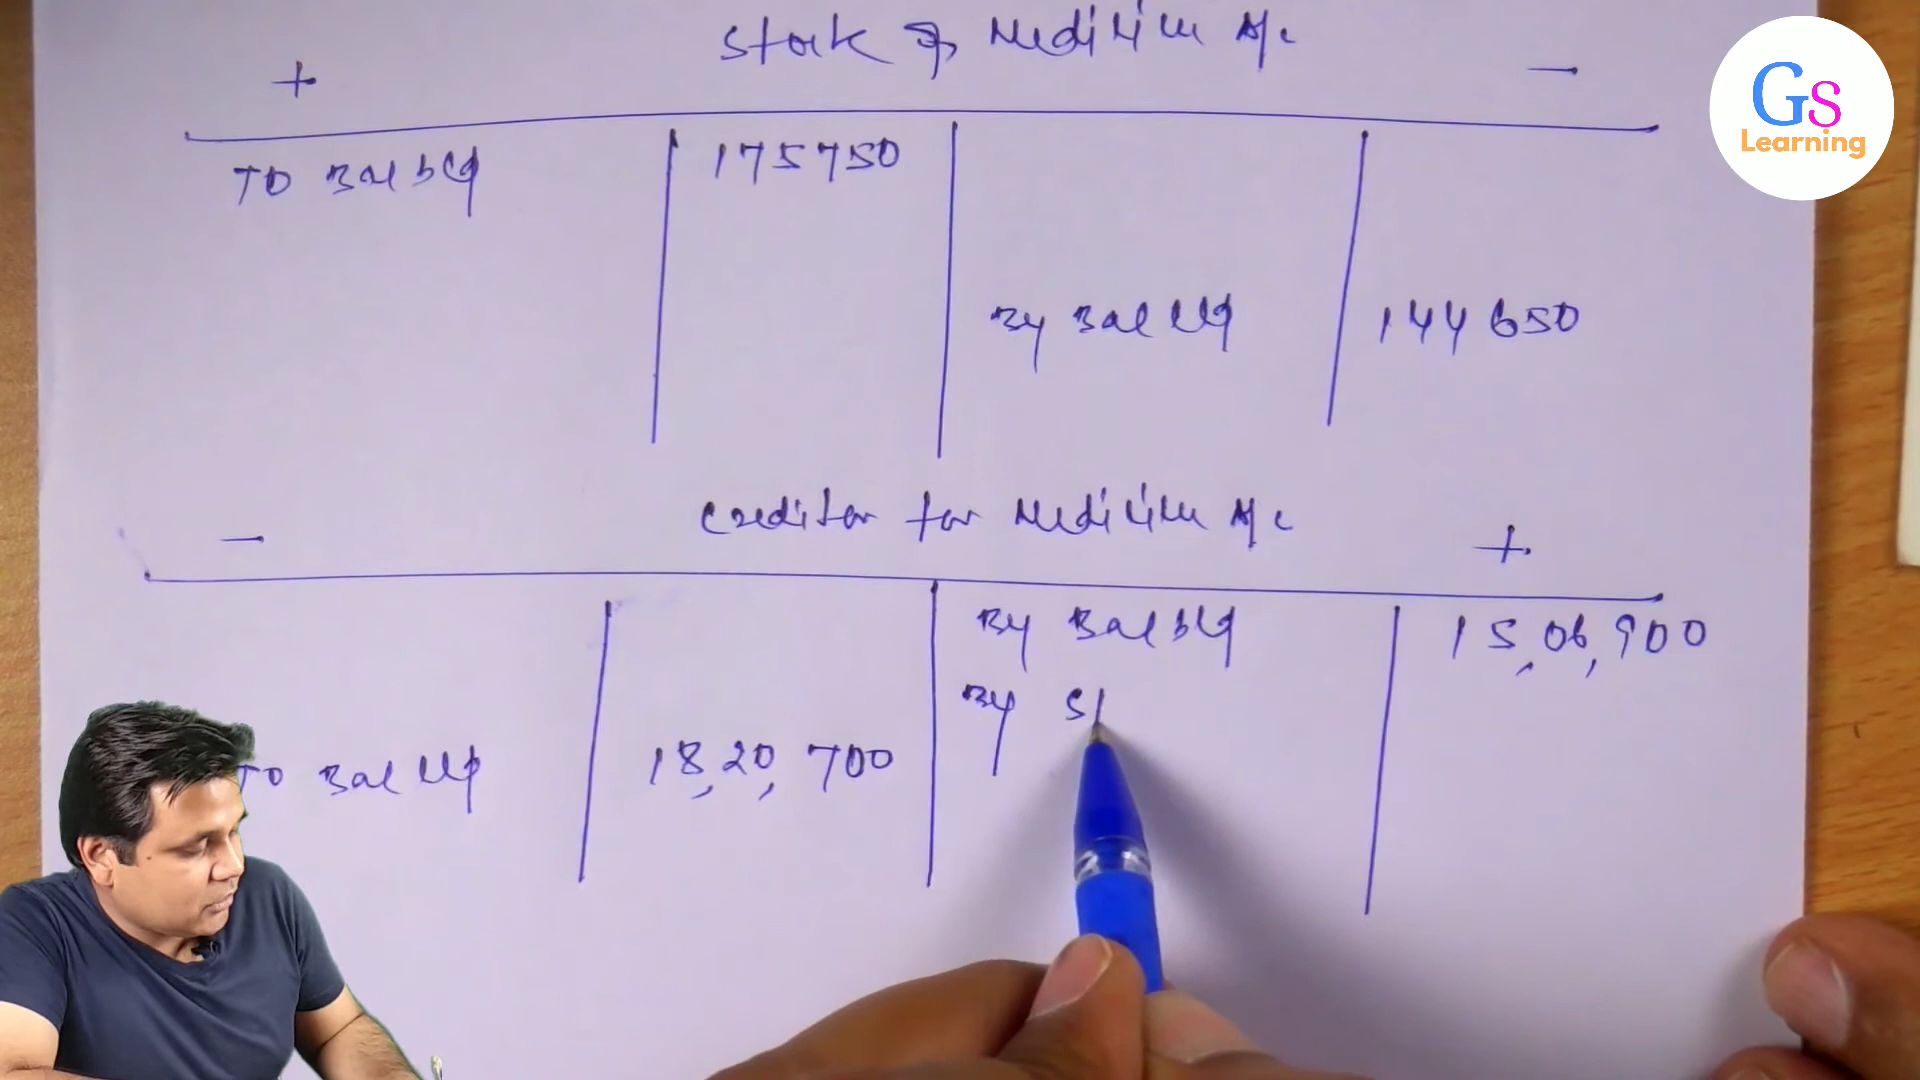 Stock of Medicine A/c
+ -
To Bal b/d 175750
By Bal c/d 144650
Creditor for Medicine A/c
- +
By Bal b/d 15,06,900
By St
To Bal c/d 18,20,700
GS
Learning